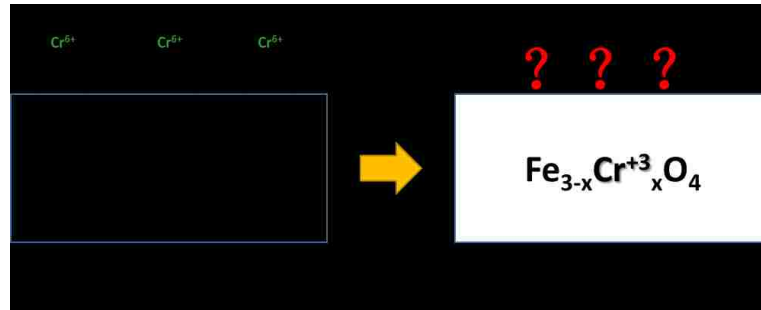 Cr⁶⁺ Cr⁶⁺ Cr⁶⁺
? ? ?
Fe₃₋ₓCr⁺³ₓO₄